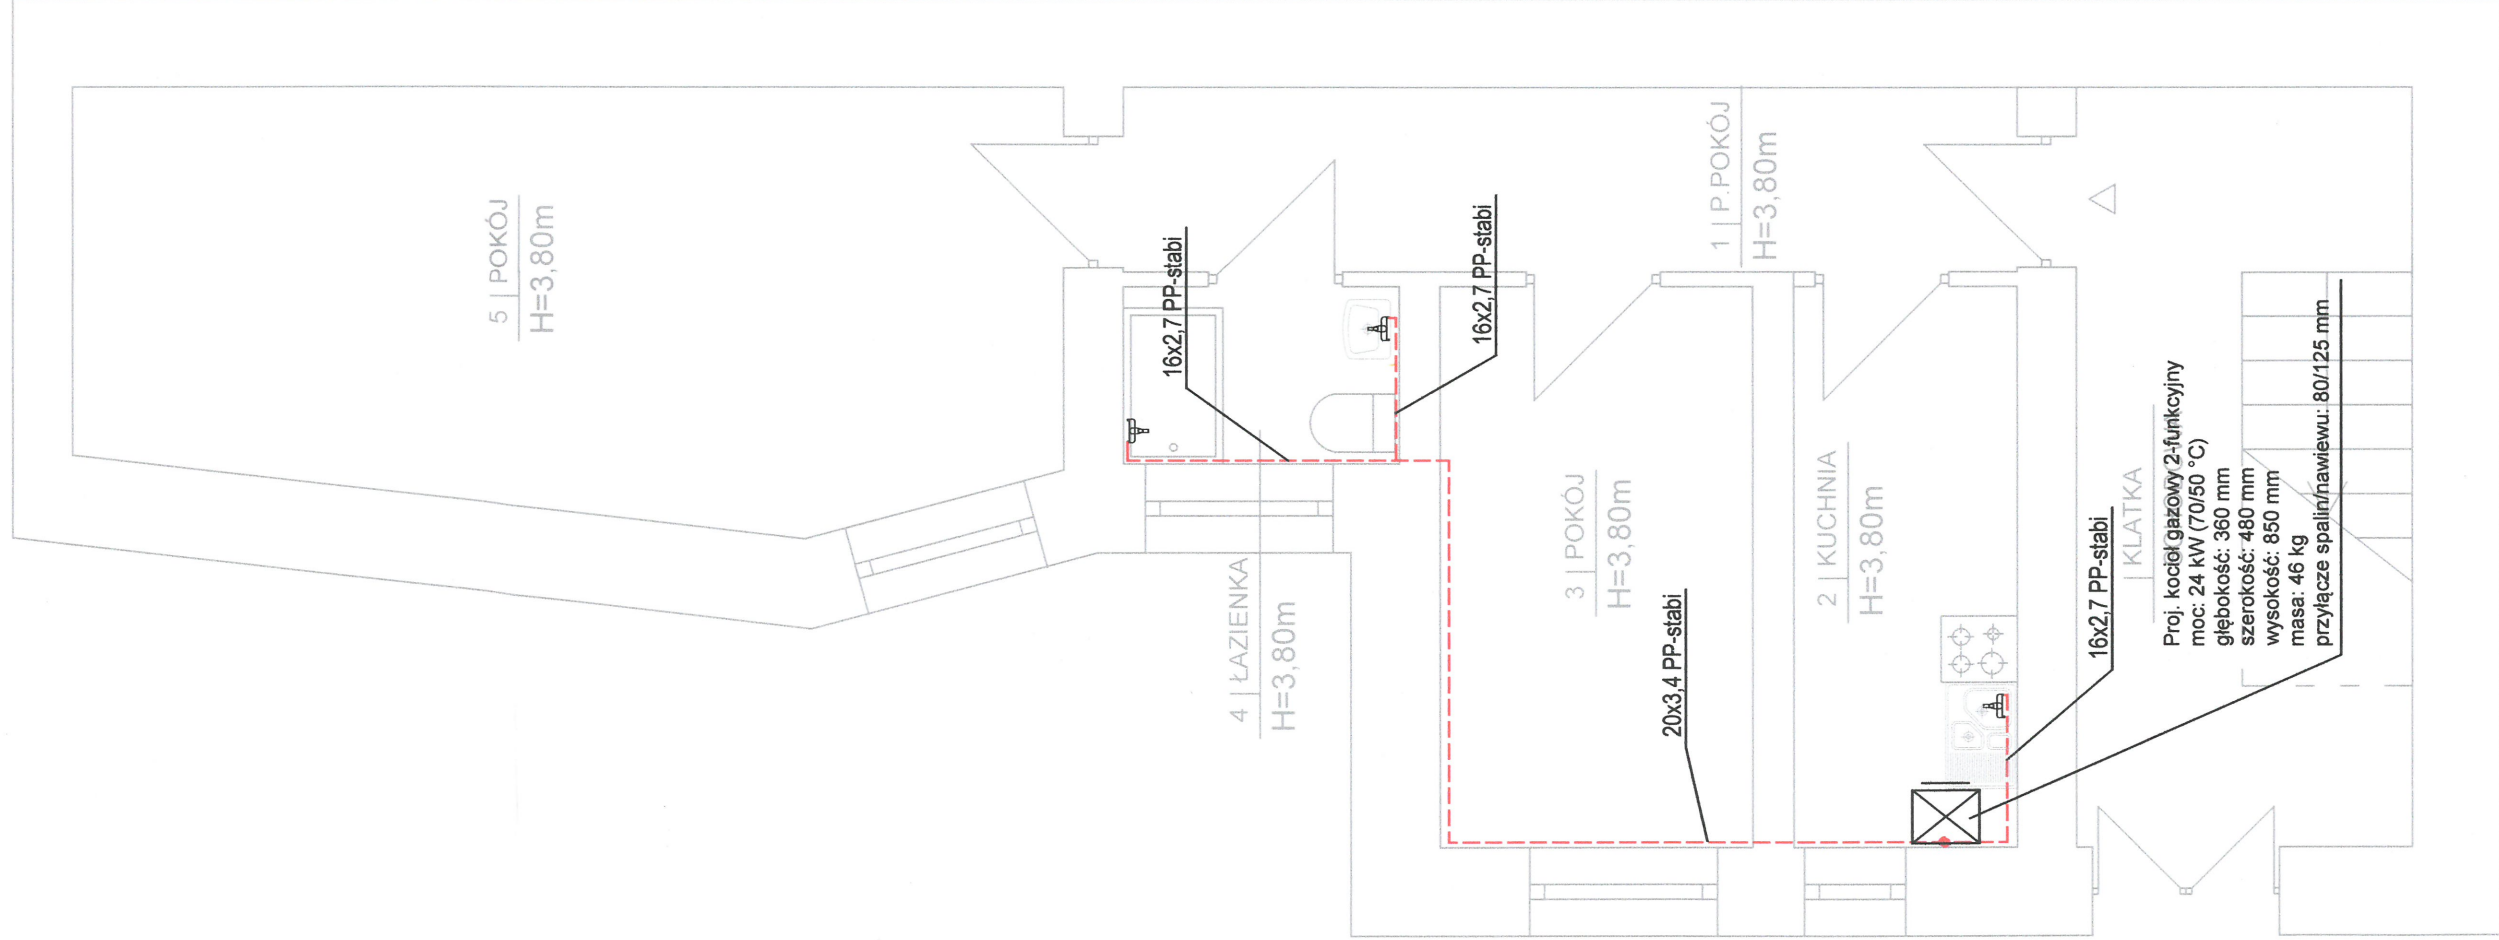 5 | POKÓJ
H=3,80m
16x2,7 PP-stabi
16x2,7 PP-stabi
1 | P.POKÓJ
H=3,80m
4 | ŁAZIENKA
H=3,80m
3 | POKÓJ
H=3,80m
20x3,4 PP-stabi
2 | KUCHNIA
H=3,80m
16x2,7 PP-stabi
| KLATKA
Proj. kocioł gazowy 2-funkcyjny
moc: 24 kW (70/50 °C)
głębokość: 360 mm
szerokość: 480 mm
wysokość: 850 mm
masa: 46 kg
przyłącze spalin/nawiewu: 80/125 mm